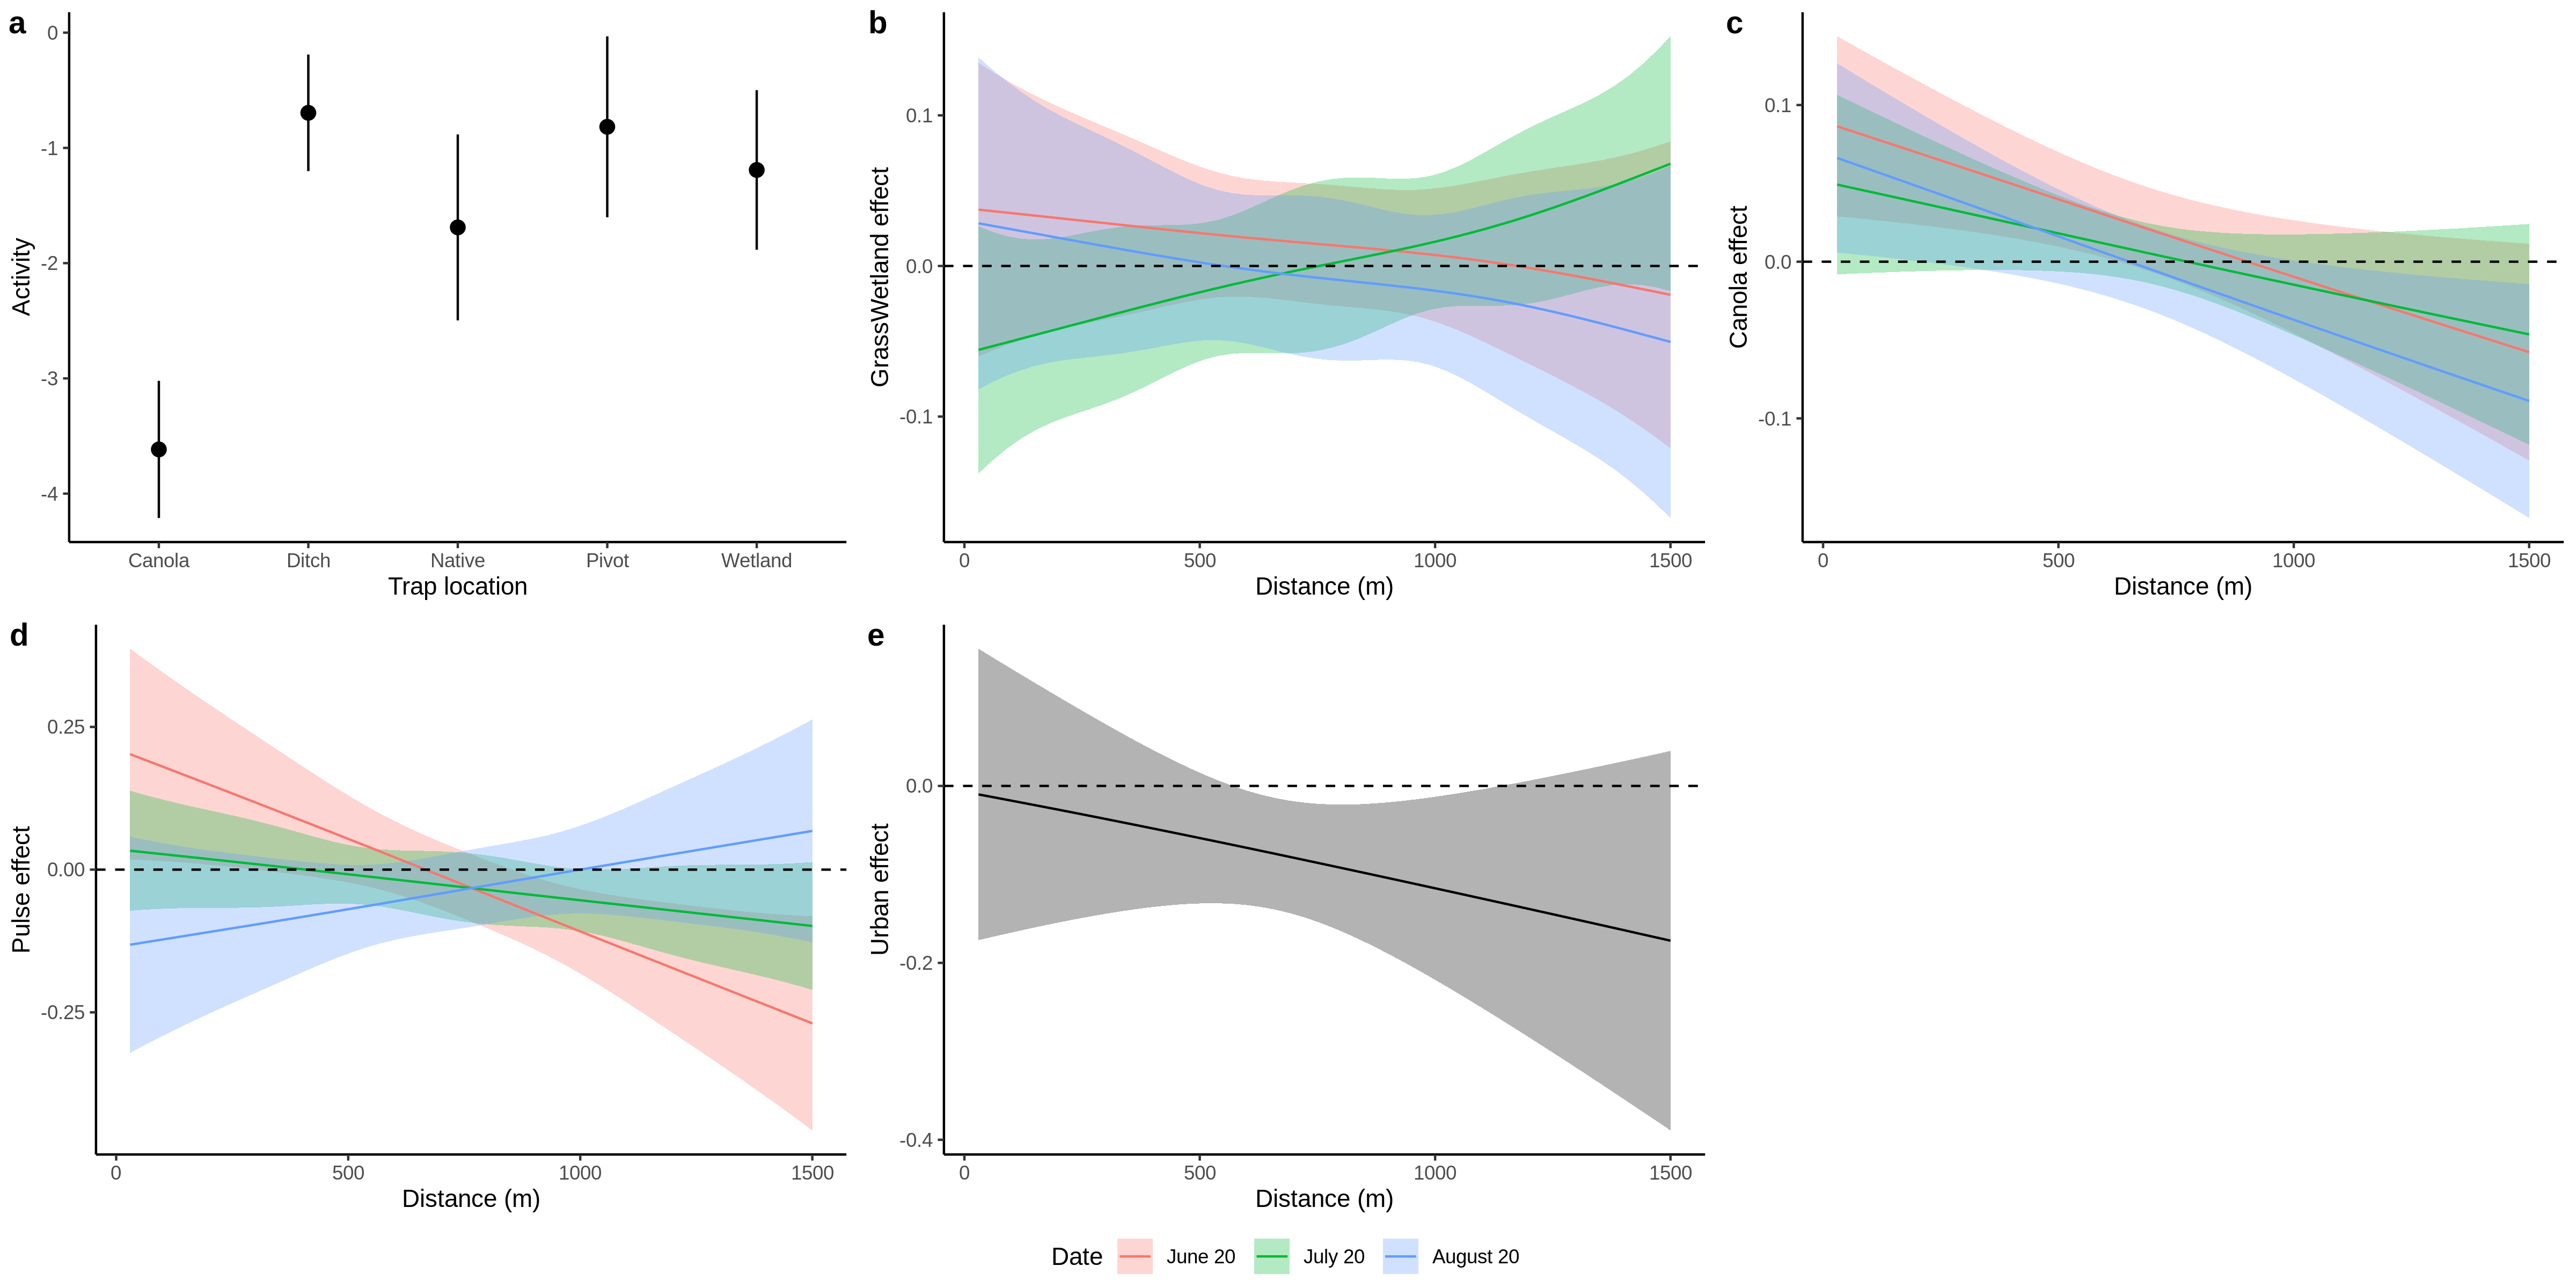 a
0
-1
-2
-3
-4
Activity
Canola Ditch Native Pivot Wetland
Trap location
b
0.1
0.0
-0.1
GrassWetland effect
0 500 1000 1500
Distance (m)
c
0.1
0.0
-0.1
Canola effect
0 500 1000 1500
Distance (m)
d
0.25
0.00
-0.25
Pulse effect
0 500 1000 1500
Distance (m)
e
0.0
-0.2
-0.4
Urban effect
0 500 1000 1500
Distance (m)
Date June 20 July 20 August 20